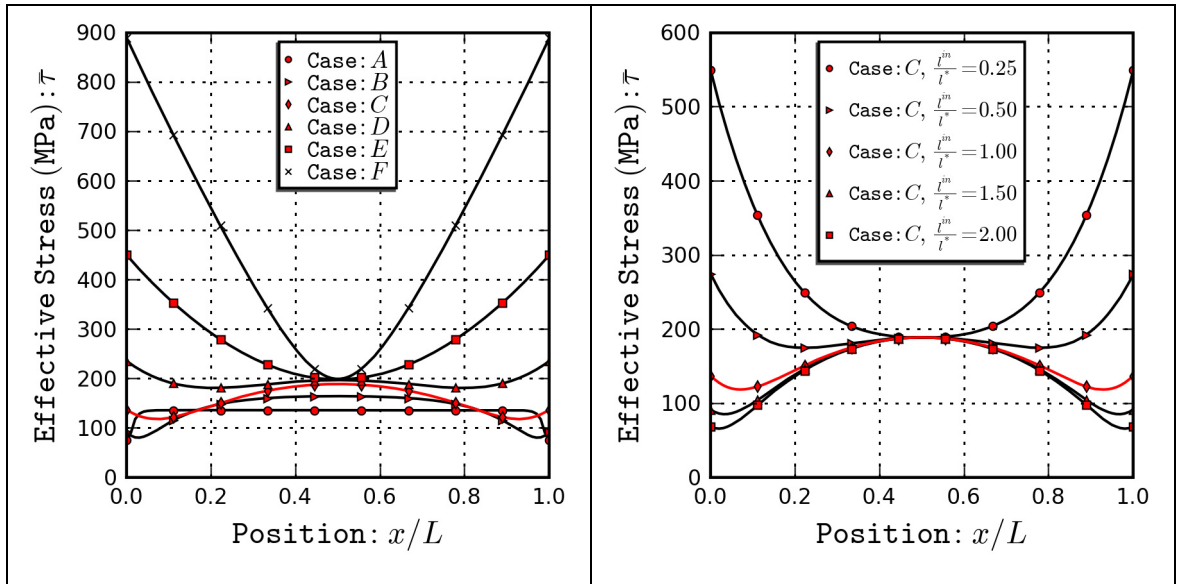 900
800
700
600
500
400
300
200
100
0
0.0 0.2 0.4 0.6 0.8 1.0
Effective Stress (MPa): τ̄
Position: x/L
Case: A
Case: B
Case: C
Case: D
Case: E
Case: F
600
500
400
300
200
100
0
0.0 0.2 0.4 0.6 0.8 1.0
Effective Stress (MPa): τ̄
Position: x/L
Case: C, l^in/l^* =0.25
Case: C, l^in/l^* =0.50
Case: C, l^in/l^* =1.00
Case: C, l^in/l^* =1.50
Case: C, l^in/l^* =2.00